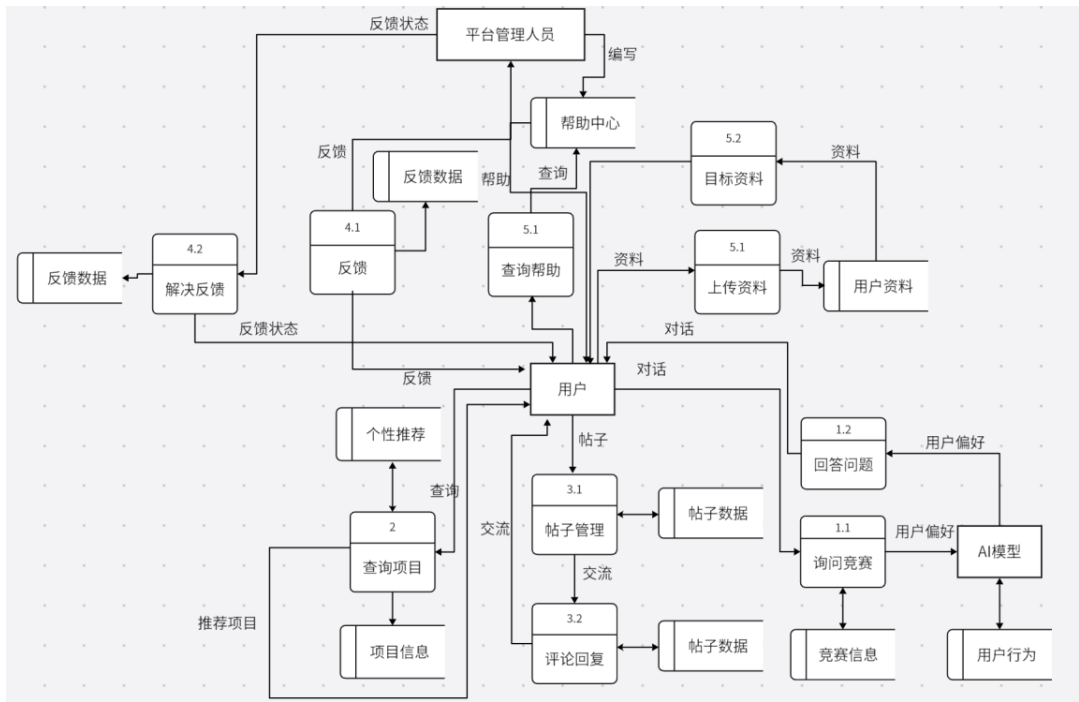 反馈状态
平台管理人员
编写
帮助中心
反馈
反馈数据
帮助
查询
5.2
目标资料
资料
4.1
反馈
5.1
查询帮助
4.2
解决反馈
反馈数据
资料
5.1
上传资料
资料
用户资料
反馈状态
对话
反馈
用户
对话
个性推荐
帖子
1.2
回答问题
用户偏好
查询
3.1
帖子管理
帖子数据
交流
2
查询项目
1.1
询问竞赛
用户偏好
AI模型
交流
推荐项目
3.2
评论回复
帖子数据
项目信息
竞赛信息
用户行为